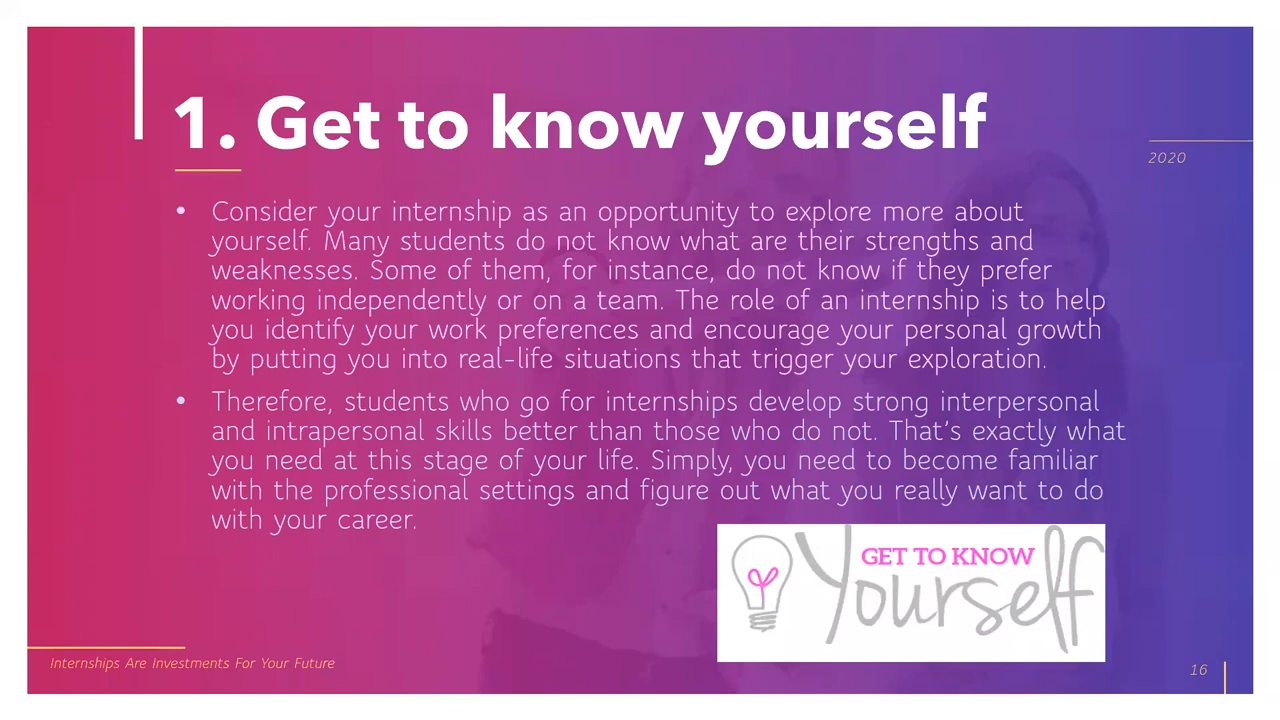 1. Get to know yourself
2020
• Consider your internship as an opportunity to explore more about
yourself. Many students do not know what are their strengths and
weaknesses. Some of them, for instance, do not know if they prefer
working independently or on a team. The role of an internship is to help
you identify your work preferences and encourage your personal growth
by putting you into real-life situations that trigger your exploration.
• Therefore, students who go for internships develop strong interpersonal
and intrapersonal skills better than those who do not. That's exactly what
you need at this stage of your life. Simply, you need to become familiar
with the professional settings and figure out what you really want to do
with your career.
GET TO KNOW
Yourself
Internships Are Investments For Your Future
16